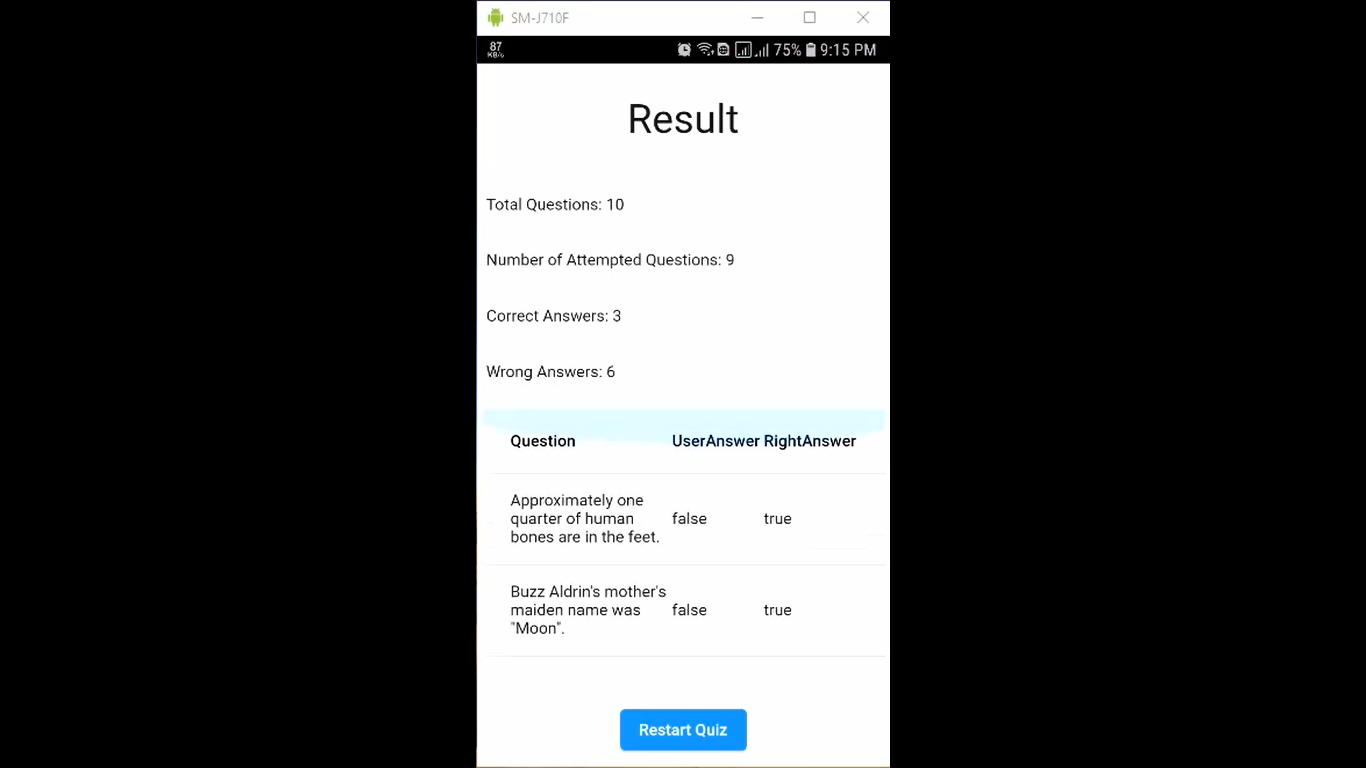 SM-J710F
87
KB/s
75% 9:15 PM
Result
Total Questions: 10
Number of Attempted Questions: 9
Correct Answers: 3
Wrong Answers: 6
Question UserAnswer RightAnswer
Approximately one
quarter of human false true
bones are in the feet.
Buzz Aldrin's mother's
maiden name was false true
"Moon".
Restart Quiz